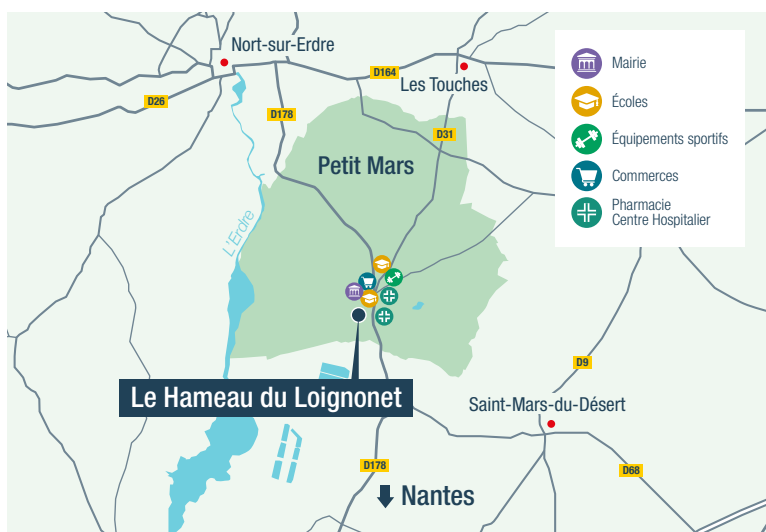 Nort-sur-Erdre
D164
Les Touches
D26
D178
D31
Petit Mars
L'Erdre
Mairie
Écoles
Équipements sportifs
Commerces
Pharmacie
Centre Hospitalier
Le Hameau du Loignonet
D9
Saint-Mars-du-Désert
D178
D68
Nantes